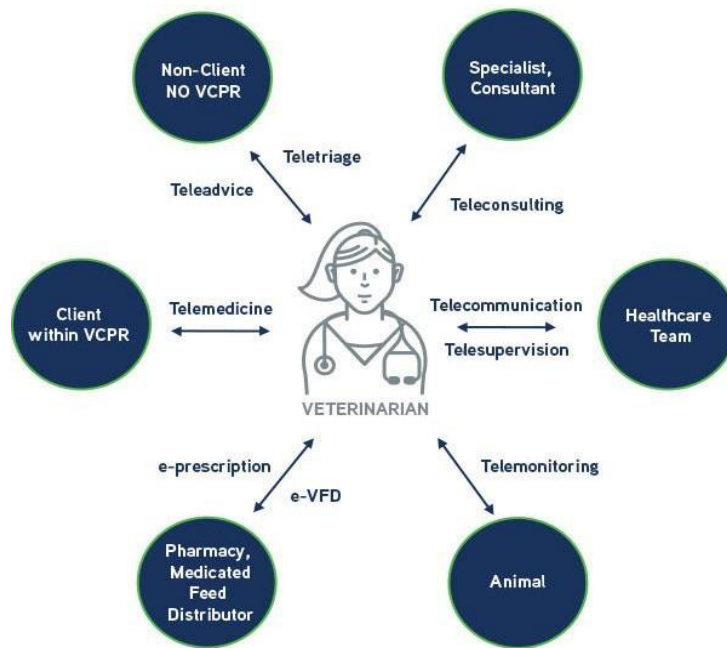 Non-Client
NO VCPR
Specialist,
Consultant
Teletriage
Teleadvice
Teleconsulting
Client
within VCPR
Telemedicine
Telecommunication
Telesupervision
Healthcare
Team
VETERINARIAN
e-prescription
e-VFD
Telemonitoring
Pharmacy,
Medicated
Feed
Distributor
Animal